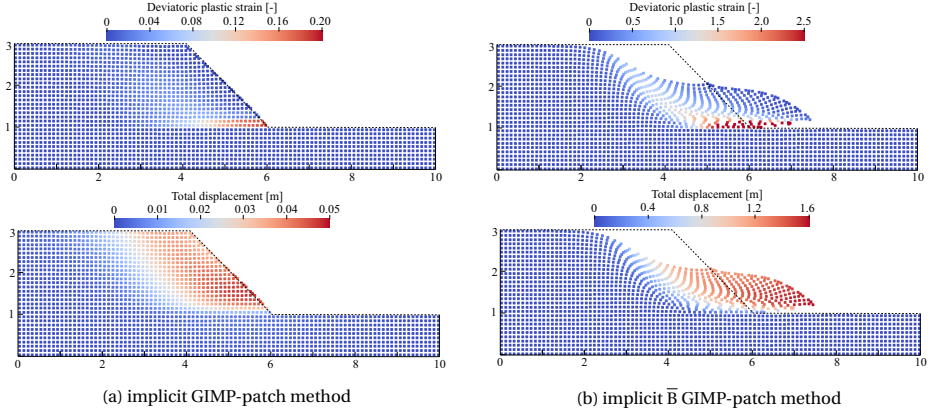 Deviatoric plastic strain [-]
0 0.04 0.08 0.12 0.16 0.20
3
2
1
0 2 4 6 8 10
Total displacement [m]
0 0.01 0.02 0.03 0.04 0.05
3
2
1
0 2 4 6 8 10
(a) implicit GIMP-patch method
Deviatoric plastic strain [-]
0 0.5 1.0 1.5 2.0 2.5
3
2
1
0 2 4 6 8 10
Total displacement [m]
0 0.4 0.8 1.2 1.6
3
2
1
0 2 4 6 8 10
(b) implicit B̅ GIMP-patch method